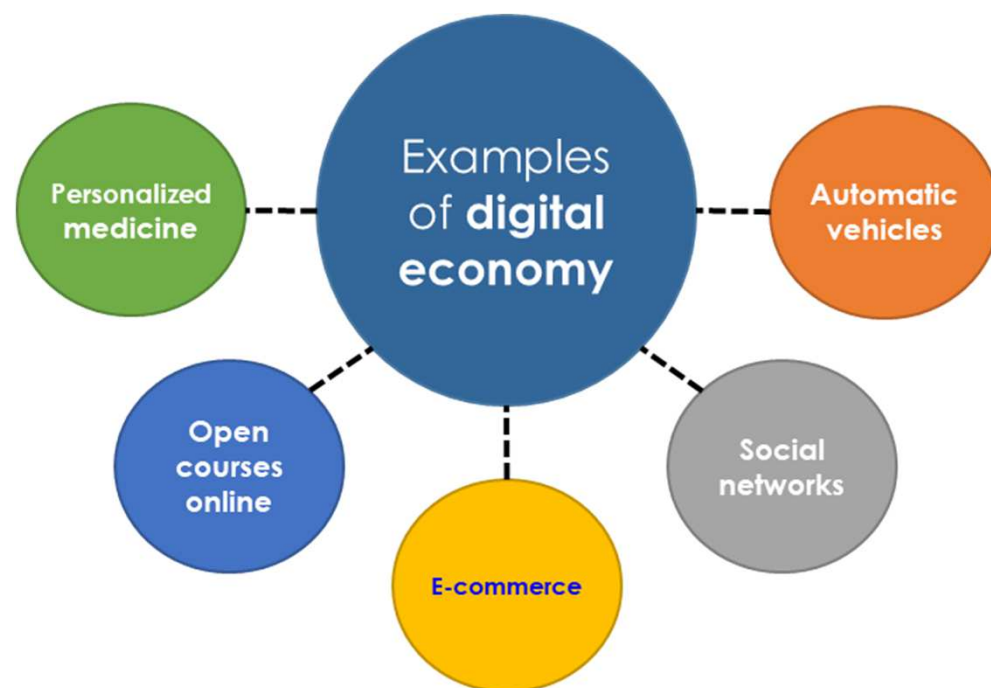 Examples
of digital
economy
Personalized
medicine
Automatic
vehicles
Open
courses
online
Social
networks
E-commerce